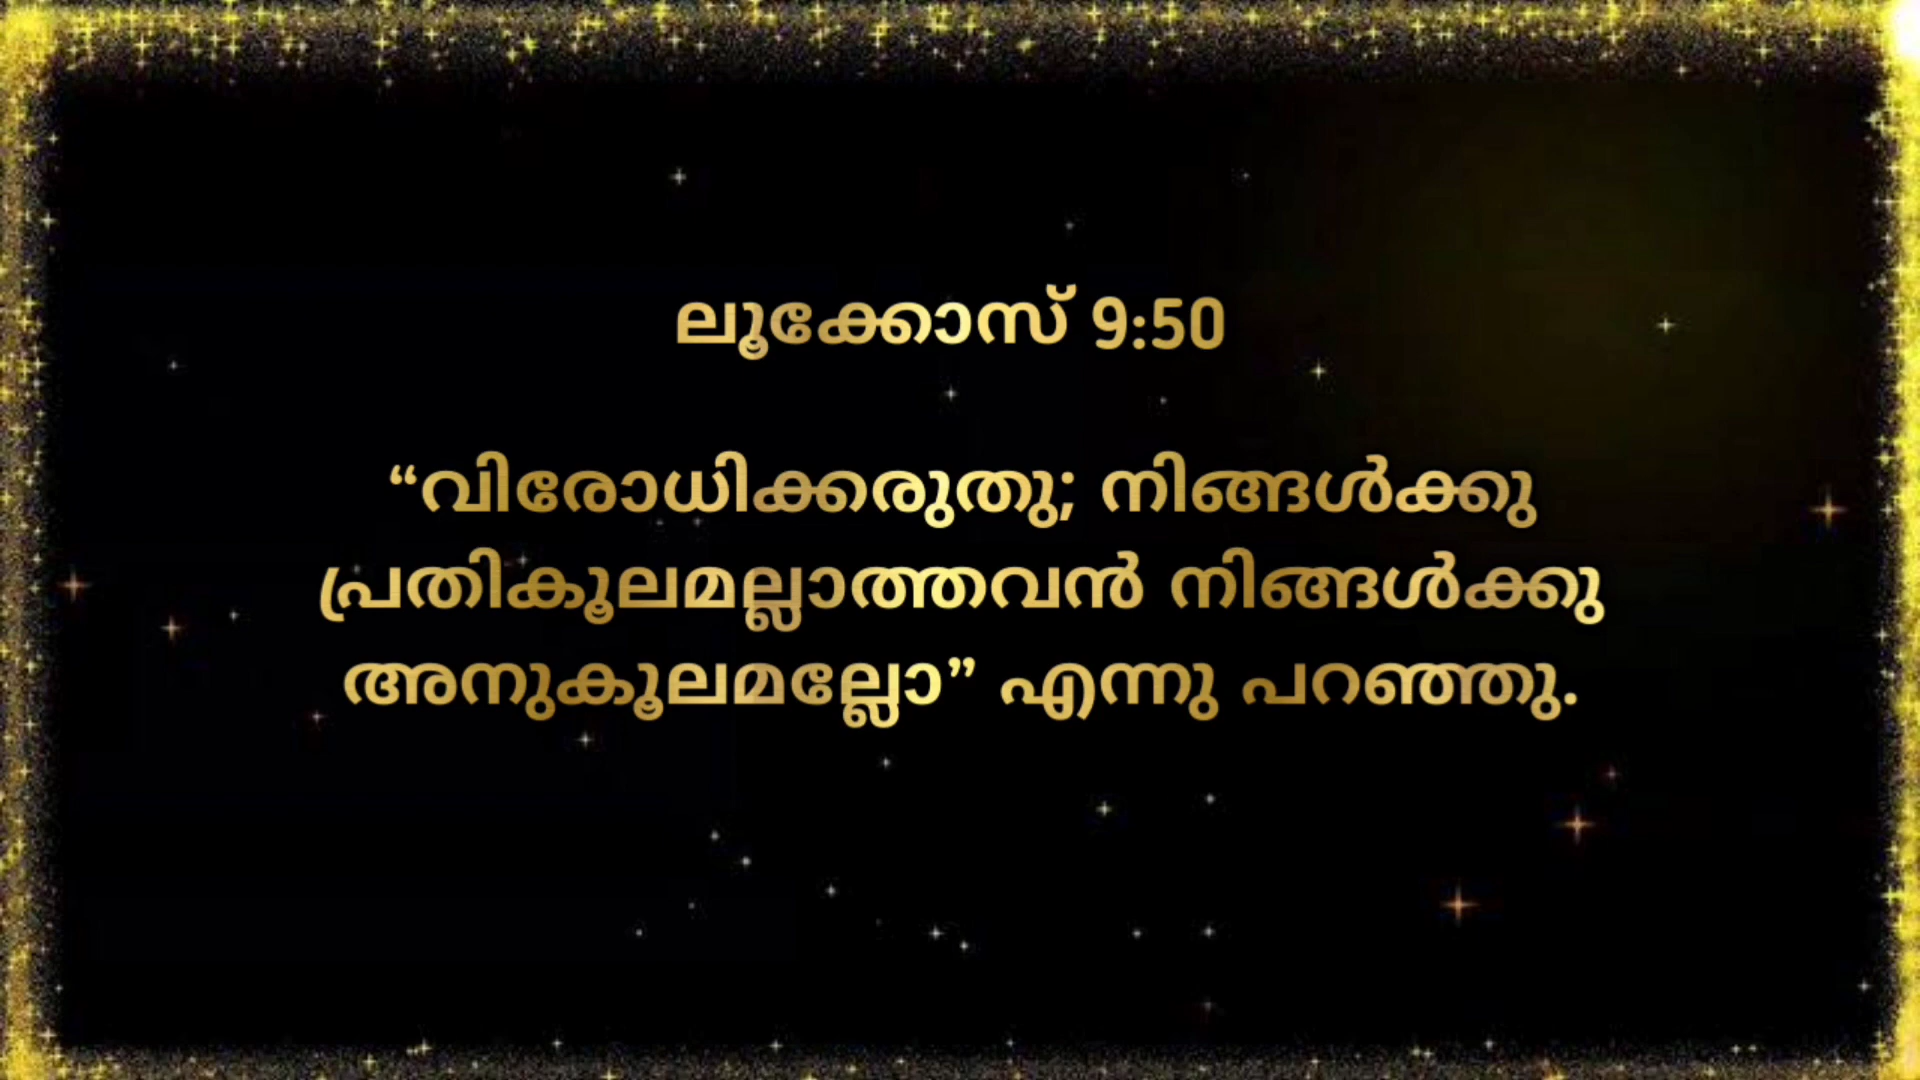 ലൂക്കോസ് 9:50
“വിരോധിക്കരുതു; നിങ്ങൾക്കു
പ്രതികൂലമല്ലാത്തവൻ നിങ്ങൾക്കു
അനുകൂലമല്ലോ” എന്നു പറഞ്ഞു.